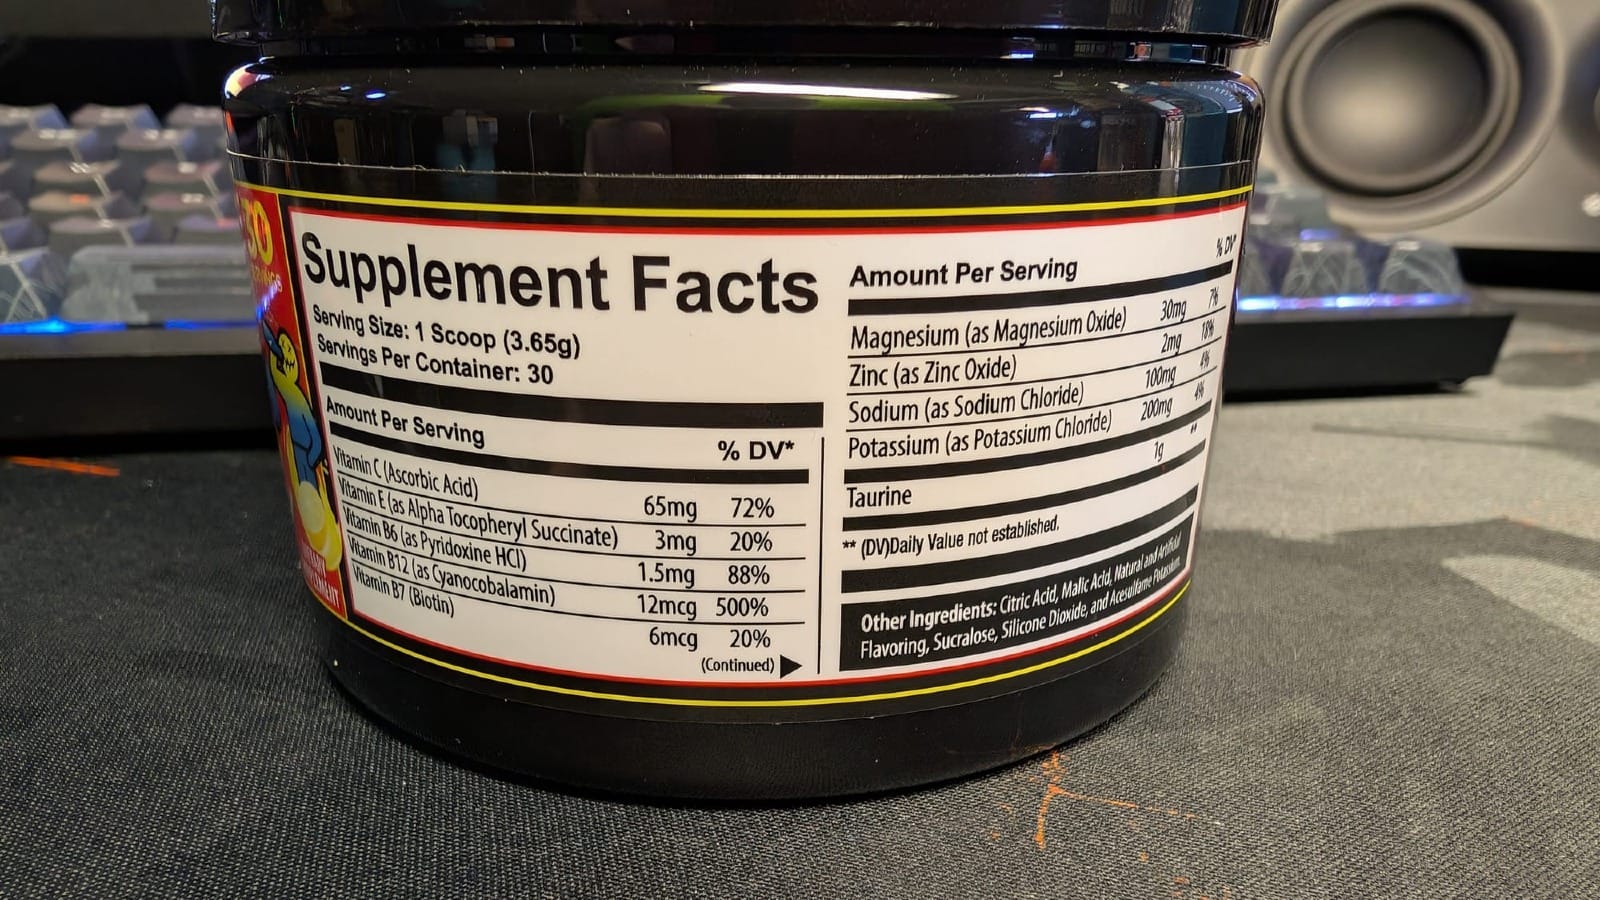 50
Supplement Facts
Serving Size: 1 Scoop (3.65g)
Servings Per Container: 30
Amount Per Serving
% DV*
Vitamin C (Ascorbic Acid) 65mg 72%
Vitamin E (as Alpha Tocopheryl Succinate) 3mg 20%
Vitamin B6 (as Pyridoxine HCl) 1.5mg 88%
Vitamin B12 (as Cyanocobalamin) 12mcg 500%
Vitamin B7 (Biotin) 6mcg 20%
(Continued)
Amount Per Serving % DV*
Magnesium (as Magnesium Oxide) 30mg 7%
Zinc (as Zinc Oxide) 2mg 18%
Sodium (as Sodium Chloride) 100mg 4%
Potassium (as Potassium Chloride) 200mg 4%
Taurine 1g **
** (DV)Daily Value not established.
Other Ingredients: Citric Acid, Malic Acid, Natural and Artificial
Flavoring, Sucralose, Silicone Dioxide, and Acesulfame Potassium.